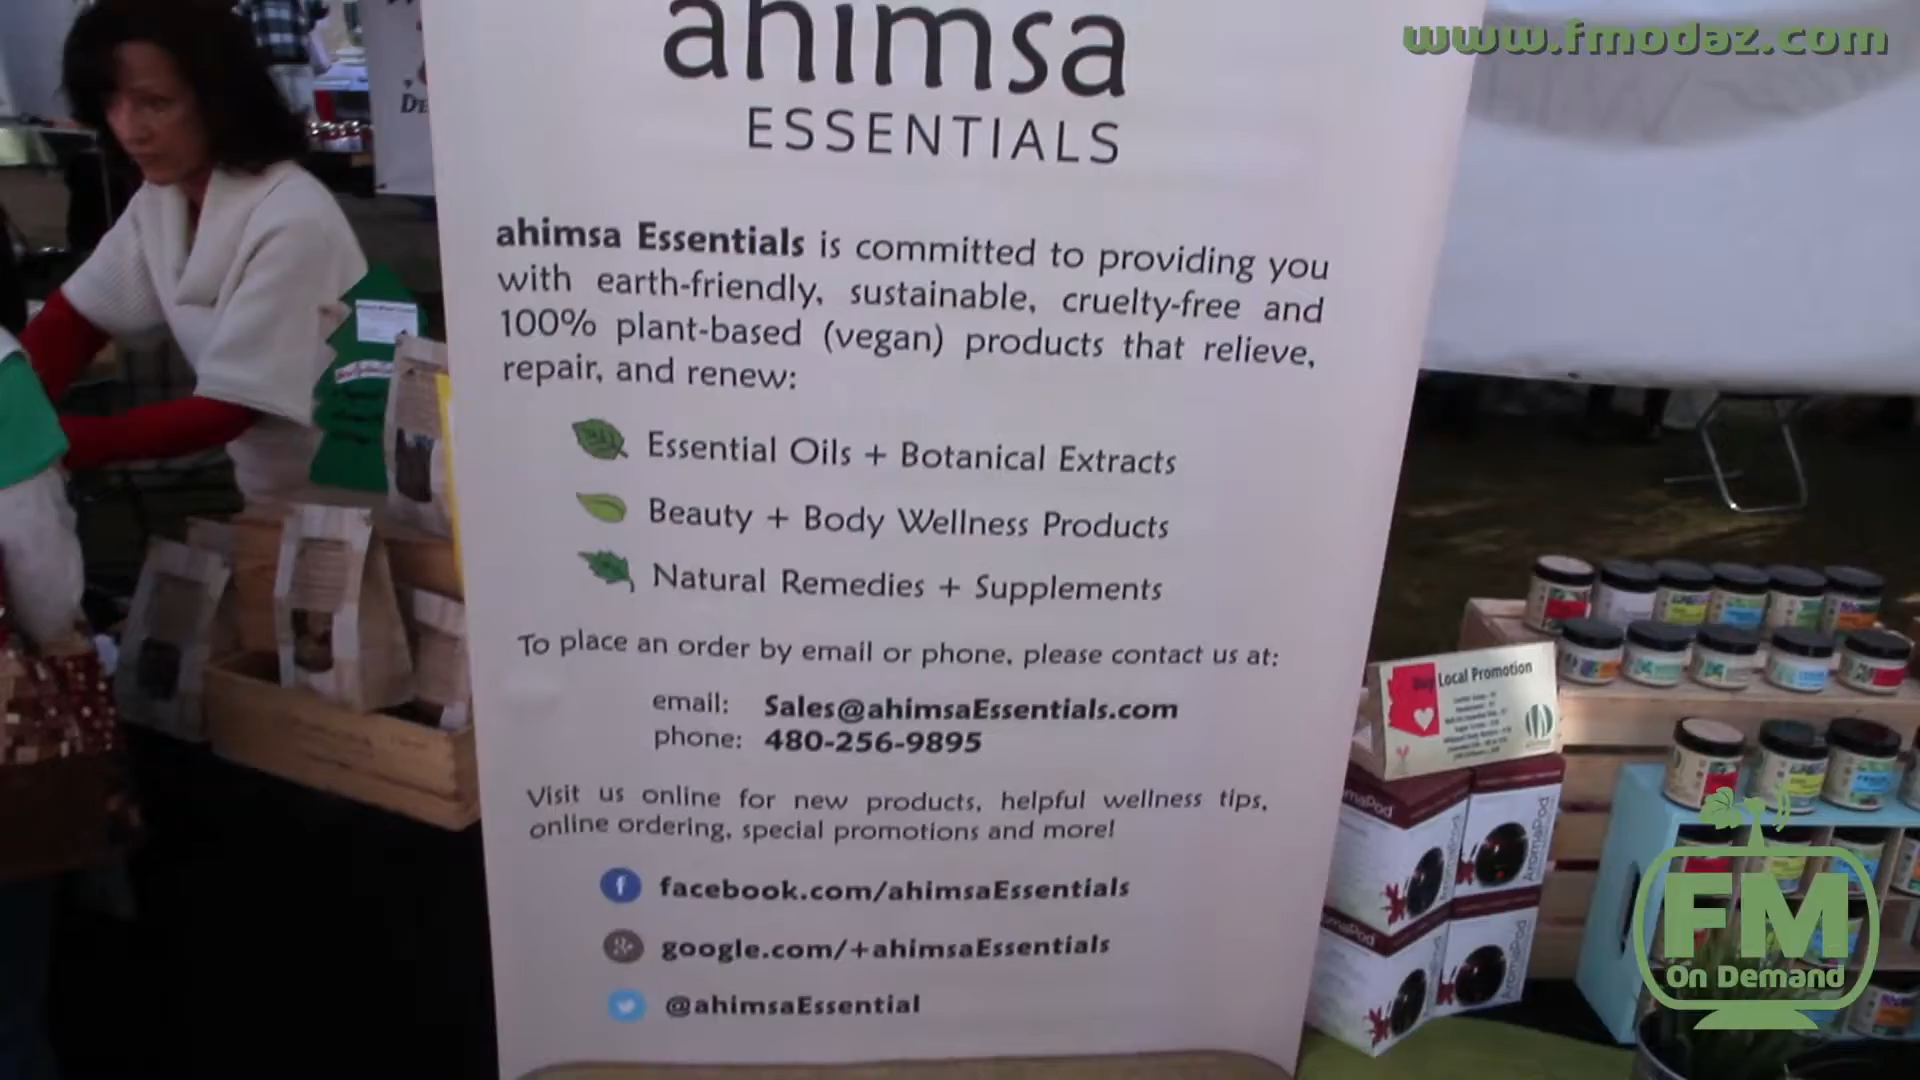 www.fmodaz.com
ahimsa
ESSENTIALS
ahimsa Essentials is committed to providing you
with earth-friendly, sustainable, cruelty-free and
100% plant-based (vegan) products that relieve,
repair, and renew:
Essential Oils + Botanical Extracts
Beauty + Body Wellness Products
Natural Remedies + Supplements
To place an order by email or phone, please contact us at:
email: Sales@ahimsaEssentials.com
phone: 480-256-9895
Visit us online for new products, helpful wellness tips,
online ordering, special promotions and more!
facebook.com/ahimsaEssentials
google.com/+ahimsaEssentials
@ahimsaEssential
Local Promotion
AromaPod
AromaPod
AromaPod
FM
On Demand